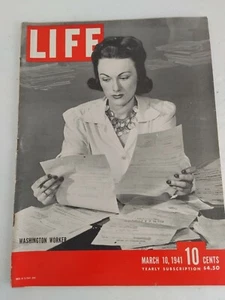 LIFE
WASHINGTON WORKER
MARCH 10, 1941 10 CENTS
YEARLY SUBSCRIPTION $4.50